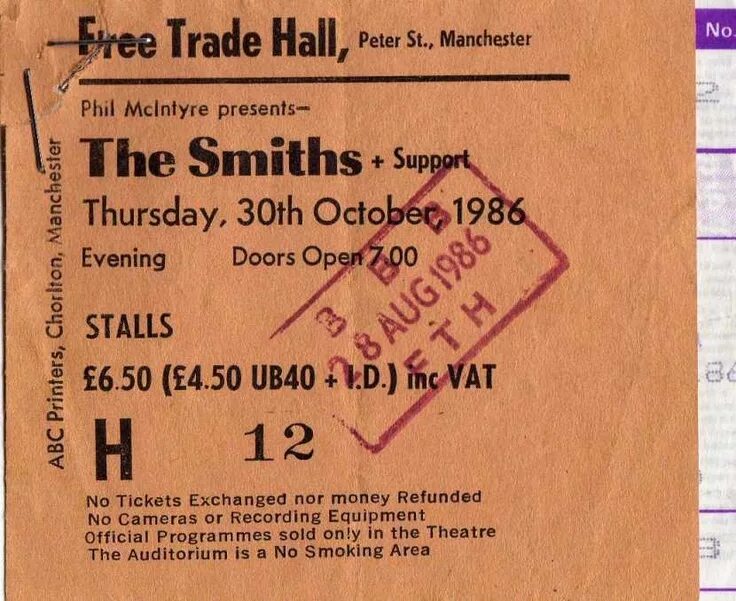 Free Trade Hall, Peter St., Manchester
Phil McIntyre presents—
The Smiths + Support
Thursday, 30th October, 1986
Evening Doors Open 7.00
STALLS
£6.50 (£4.50 UB40 + I.D.) inc VAT
H 12
No Tickets Exchanged nor money Refunded
No Cameras or Recording Equipment
Official Programmes sold only in the Theatre
The Auditorium is a No Smoking Area
ABC Printers, Chorlton, Manchester
B B B
28 AUG 1986
FTH
No.
2
86